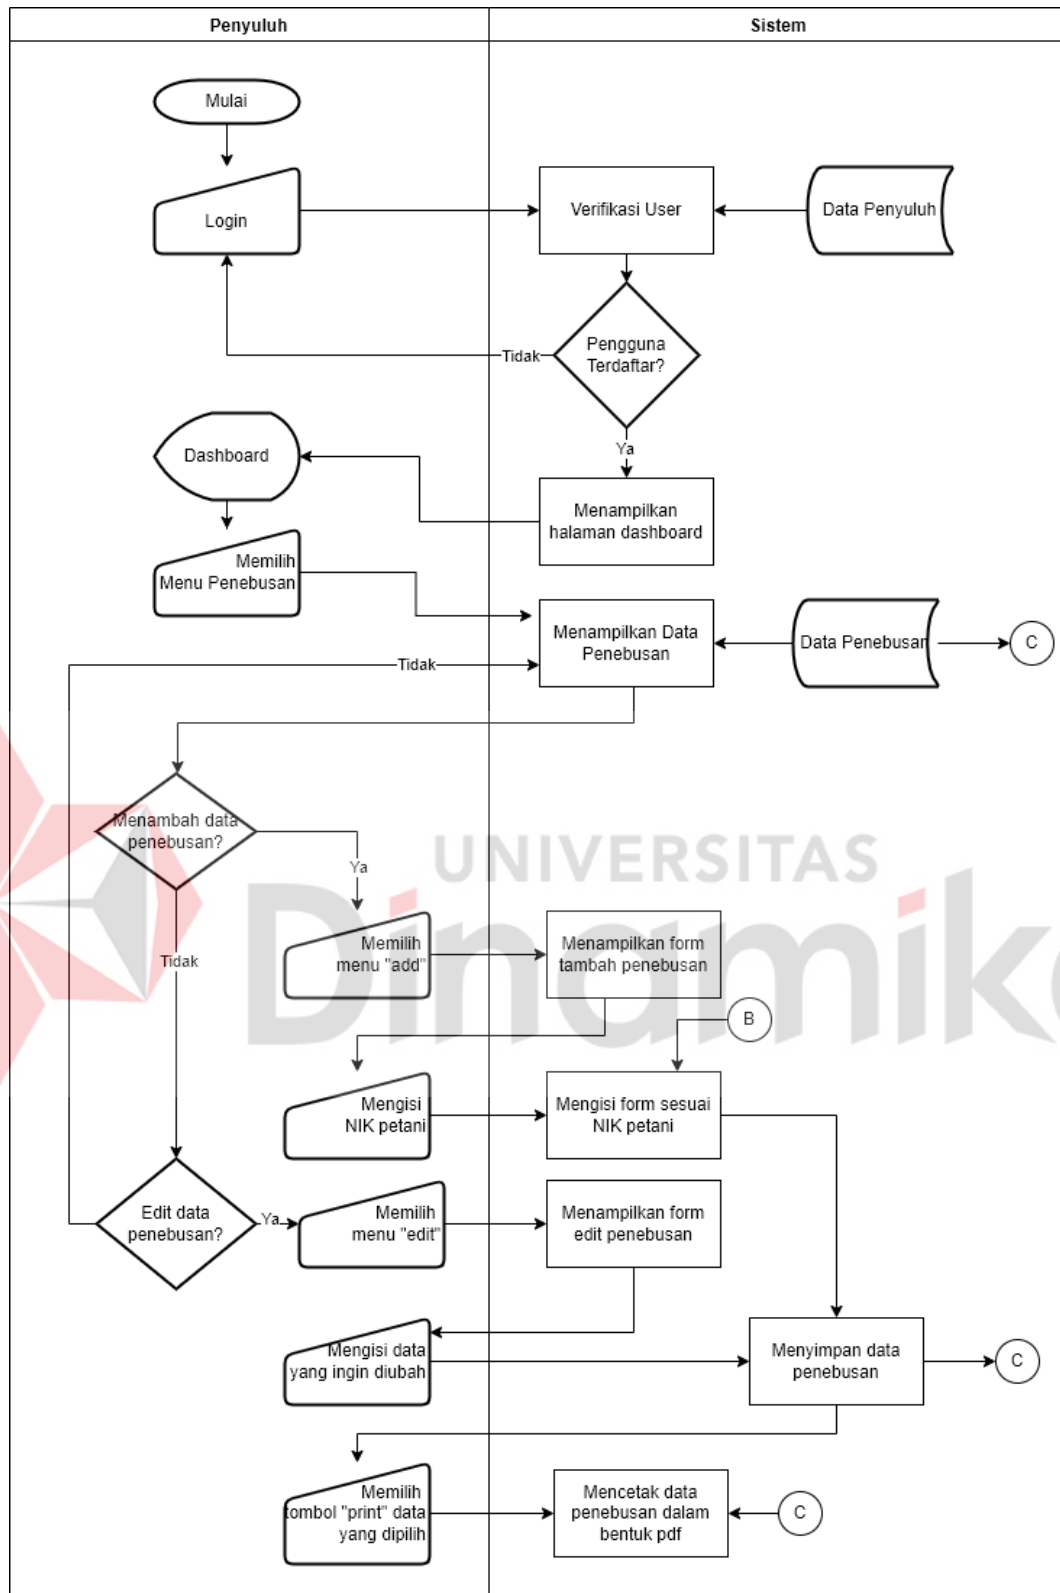 Penyuluh
Sistem
Mulai
Login
Verifikasi User
Data Penyuluh
Pengguna
Terdaftar?
Tidak
Ya
Dashboard
Menampilkan
halaman dashboard
Memilih
Menu Penebusan
Menampilkan Data
Penebusan
Data Penebusan
C
Tidak
Menambah data
penebusan?
Ya
Tidak
UNIVERSITAS
Dinamika
Memilih
menu "add"
Menampilkan form
tambah penebusan
B
Mengisi
NIK petani
Mengisi form sesuai
NIK petani
Edit data
penebusan?
Ya
Memilih
menu "edit"
Menampilkan form
edit penebusan
Mengisi data
yang ingin diubah
Menyimpan data
penebusan
C
Memilih
tombol "print" data
yang dipilih
Mencetak data
penebusan dalam
bentuk pdf
C